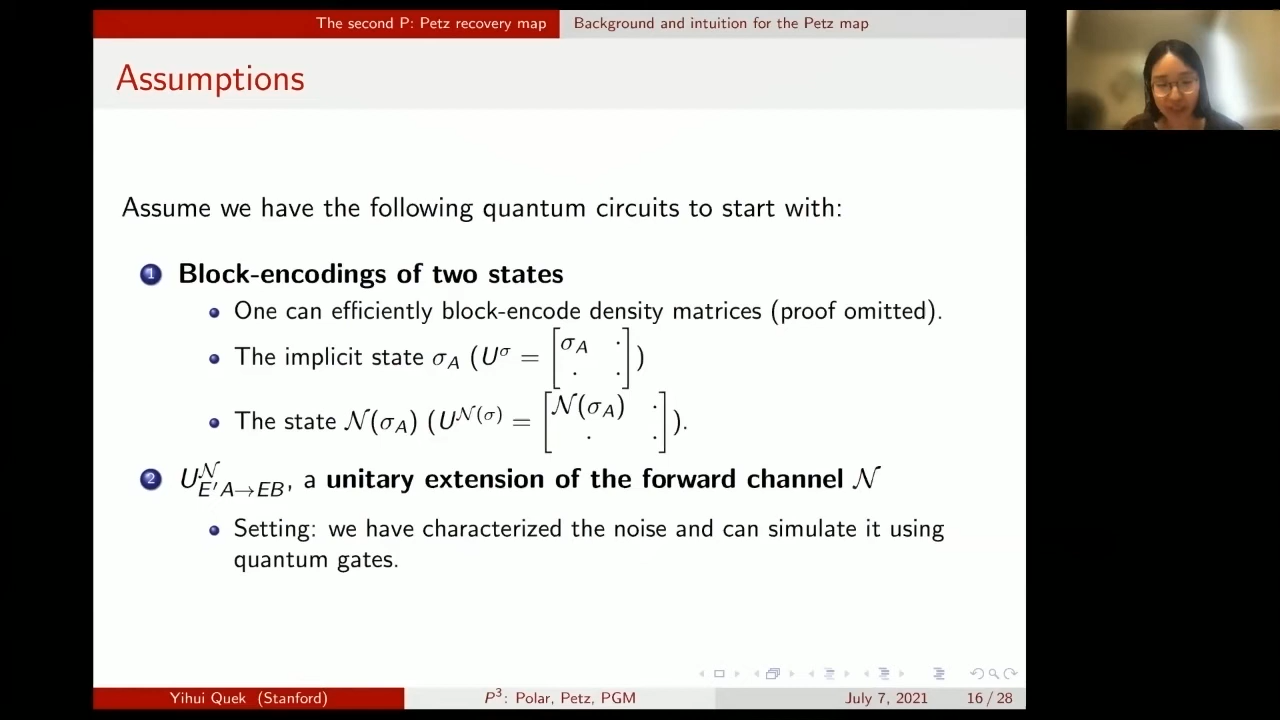 The second P: Petz recovery map Background and intuition for the Petz map
Assumptions
Assume we have the following quantum circuits to start with:
1 Block-encodings of two states
• One can efficiently block-encode density matrices (proof omitted).
• The implicit state σ_A (U^σ = [σ_A · ; · ·])
• The state 𝒩(σ_A) (U^{𝒩(σ)} = [𝒩(σ_A) · ; · ·]).
2 U^𝒩_{E′A→EB}, a unitary extension of the forward channel 𝒩
• Setting: we have characterized the noise and can simulate it using
quantum gates.
Yihui Quek (Stanford) P³: Polar, Petz, PGM July 7, 2021 16 / 28